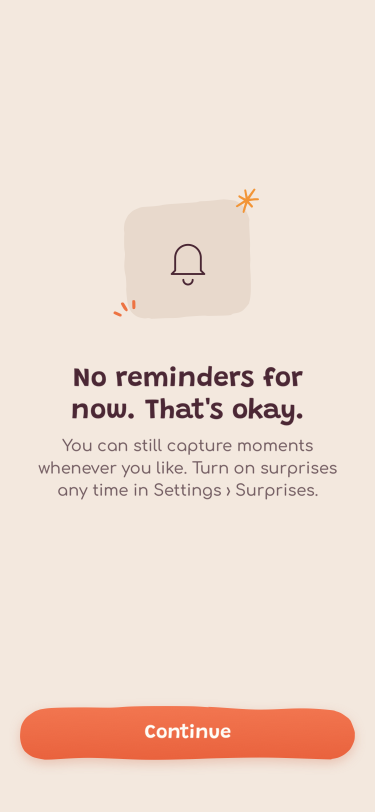 No reminders for
now. That's okay.
You can still capture moments
whenever you like. Turn on surprises
any time in Settings › Surprises.
Continue